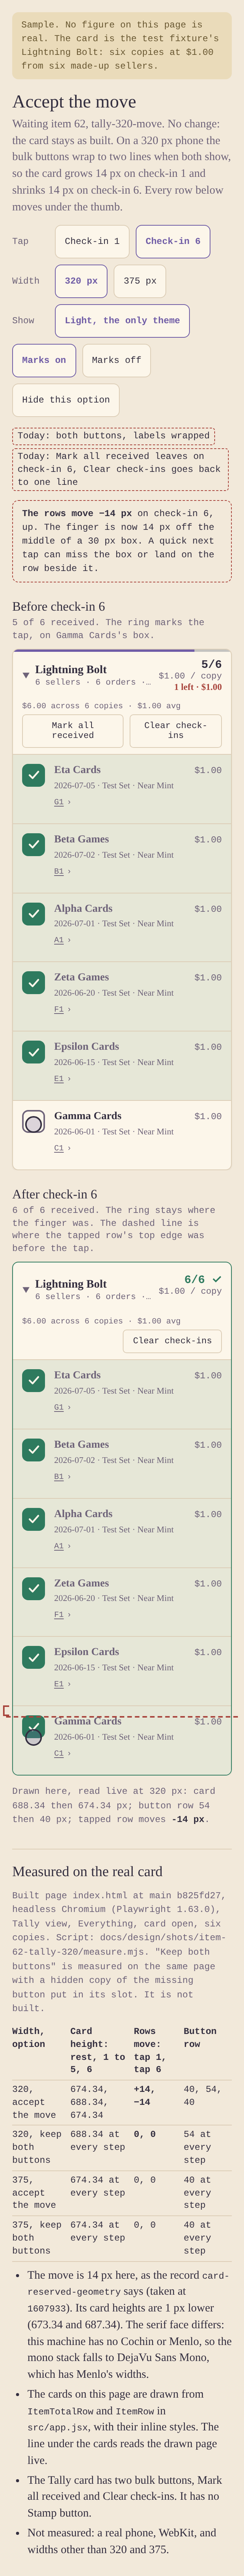 Sample. No figure on this page is
real. The card is the test fixture's
Lightning Bolt: six copies at $1.00
from six made-up sellers.
Accept the move
Waiting item 62, tally-320-move. No change:
the card stays as built. On a 320 px phone the
bulk buttons wrap to two lines when both show,
so the card grows 14 px on check-in 1 and
shrinks 14 px on check-in 6. Every row below
moves under the thumb.
Tap
Check-in 1
Check-in 6
Width
320 px
375 px
Show
Light, the only theme
Marks on
Marks off
Hide this option
Today: both buttons, labels wrapped
Today: Mark all received leaves on
check-in 6, Clear check-ins goes back
to one line
The rows move −14 px on check-in 6,
up. The finger is now 14 px off the
middle of a 30 px box. A quick next
tap can miss the box or land on the
row beside it.
Before check-in 6
5 of 6 received. The ring marks the
tap, on Gamma Cards's box.
Lightning Bolt
5/6
6 sellers · 6 orders ·…
$1.00 / copy
1 left · $1.00
$6.00 across 6 copies · $1.00 avg
Mark all
received
Clear check-
ins
Eta Cards
$1.00
2026-07-05 · Test Set · Near Mint
G1 ›
Beta Games
$1.00
2026-07-02 · Test Set · Near Mint
B1 ›
Alpha Cards
$1.00
2026-07-01 · Test Set · Near Mint
A1 ›
Zeta Games
$1.00
2026-06-20 · Test Set · Near Mint
F1 ›
Epsilon Cards
$1.00
2026-06-15 · Test Set · Near Mint
E1 ›
Gamma Cards
$1.00
2026-06-01 · Test Set · Near Mint
C1 ›
After check-in 6
6 of 6 received. The ring stays where
the finger was. The dashed line is
where the tapped row's top edge was
before the tap.
Lightning Bolt
6/6 ✓
6 sellers · 6 orders ·…
$1.00 / copy
$6.00 across 6 copies · $1.00 avg
Clear check-ins
Eta Cards
$1.00
2026-07-05 · Test Set · Near Mint
G1 ›
Beta Games
$1.00
2026-07-02 · Test Set · Near Mint
B1 ›
Alpha Cards
$1.00
2026-07-01 · Test Set · Near Mint
A1 ›
Zeta Games
$1.00
2026-06-20 · Test Set · Near Mint
F1 ›
Epsilon Cards
$1.00
2026-06-15 · Test Set · Near Mint
E1 ›
Gamma Cards
$1.00
2026-06-01 · Test Set · Near Mint
C1 ›
Drawn here, read live at 320 px: card
688.34 then 674.34 px; button row 54
then 40 px; tapped row moves -14 px.
Measured on the real card
Built page index.html at main b825fd27,
headless Chromium (Playwright 1.63.0),
Tally view, Everything, card open, six
copies. Script: docs/design/shots/item-
62-tally-320/measure.mjs. "Keep both
buttons" is measured on the same page
with a hidden copy of the missing
button put in its slot. It is not
built.
Width, option
Card height: rest, 1 to 5, 6
Rows move: tap 1, tap 6
Button row
320, accept the move
674.34, 688.34, 674.34
+14, −14
40, 54, 40
320, keep both buttons
688.34 at every step
0, 0
54 at every step
375, accept the move
674.34 at every step
0, 0
40 at every step
375, keep both buttons
674.34 at every step
0, 0
40 at every step
• The move is 14 px here, as the record card-
reserved-geometry says (taken at
1607933). Its card heights are 1 px lower
(673.34 and 687.34). The serif face differs:
this machine has no Cochin or Menlo, so the
mono stack falls to DejaVu Sans Mono,
which has Menlo's widths.
• The cards on this page are drawn from
ItemTotalRow and ItemRow in
src/app.jsx, with their inline styles. The
line under the cards reads the drawn page
live.
• The Tally card has two bulk buttons, Mark
all received and Clear check-ins. It has no
Stamp button.
• Not measured: a real phone, WebKit, and
widths other than 320 and 375.